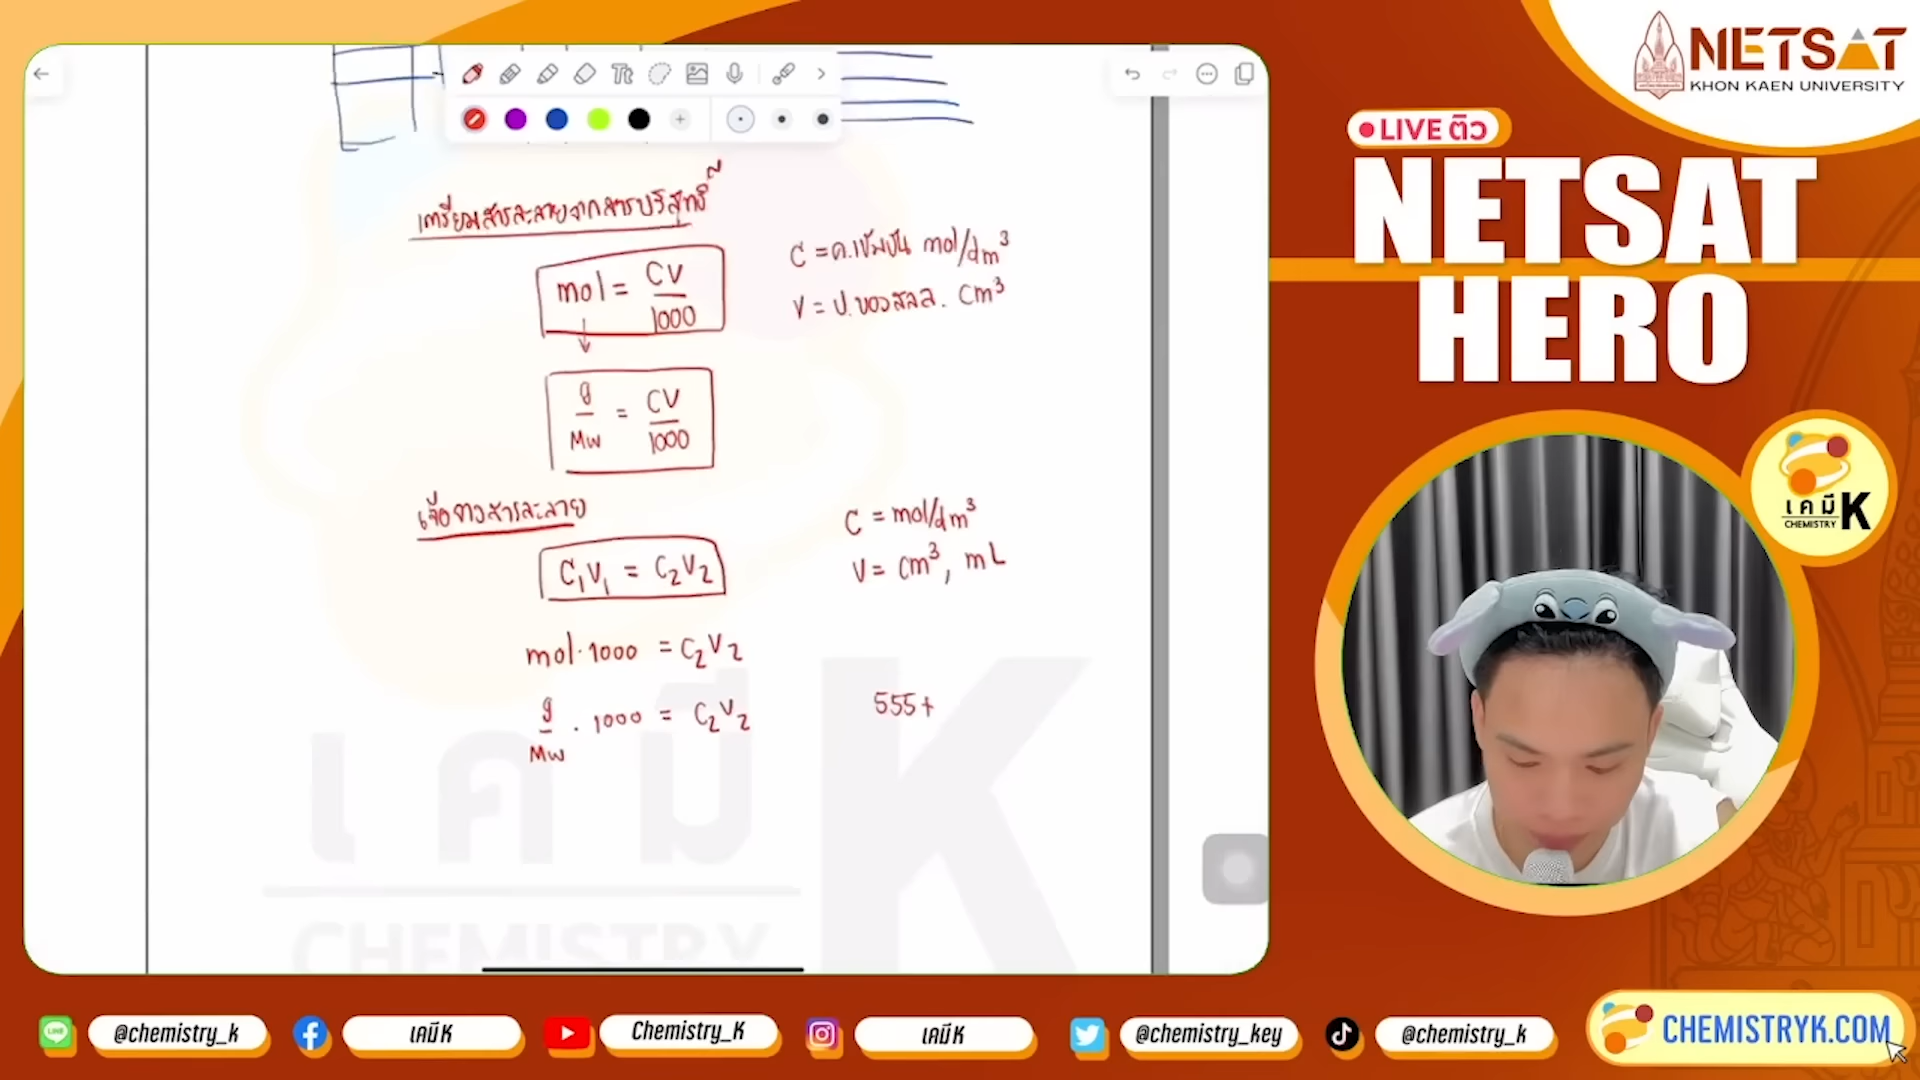 เตรียมสารละลายจากสารบริสุทธิ์
mol = CV/1000
C = ค.เข้มข้น mol/dm³
V = ป.ของสลล. cm³
g/Mw = CV/1000
เจือจางสารละลาย
C₁V₁ = C₂V₂
C = mol/dm³
V = cm³, mL
mol·1000 = C₂V₂
g/Mw · 1000 = C₂V₂
555+
เคมี K
CHEMISTRY
NETSAT
KHON KAEN UNIVERSITY
LIVE ติว
NETSAT
HERO
เคมี K
CHEMISTRY
@chemistry_k
เคมี K
Chemistry_K
เคมี K
@chemistry_key
@chemistry_k
CHEMISTRYK.COM